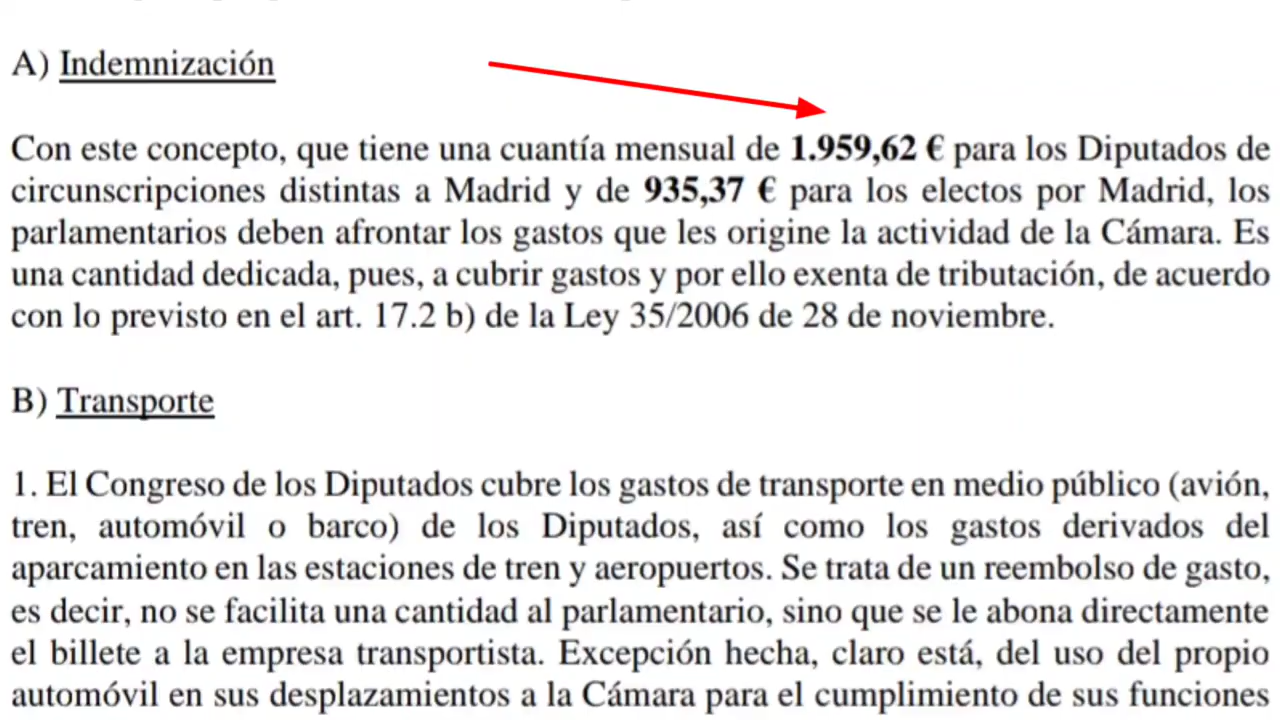 A) Indemnización
Con este concepto, que tiene una cuantía mensual de 1.959,62 € para los Diputados de
circunscripciones distintas a Madrid y de 935,37 € para los electos por Madrid, los
parlamentarios deben afrontar los gastos que les origine la actividad de la Cámara. Es
una cantidad dedicada, pues, a cubrir gastos y por ello exenta de tributación, de acuerdo
con lo previsto en el art. 17.2 b) de la Ley 35/2006 de 28 de noviembre.
B) Transporte
1. El Congreso de los Diputados cubre los gastos de transporte en medio público (avión,
tren, automóvil o barco) de los Diputados, así como los gastos derivados del
aparcamiento en las estaciones de tren y aeropuertos. Se trata de un reembolso de gasto,
es decir, no se facilita una cantidad al parlamentario, sino que se le abona directamente
el billete a la empresa transportista. Excepción hecha, claro está, del uso del propio
automóvil en sus desplazamientos a la Cámara para el cumplimiento de sus funciones